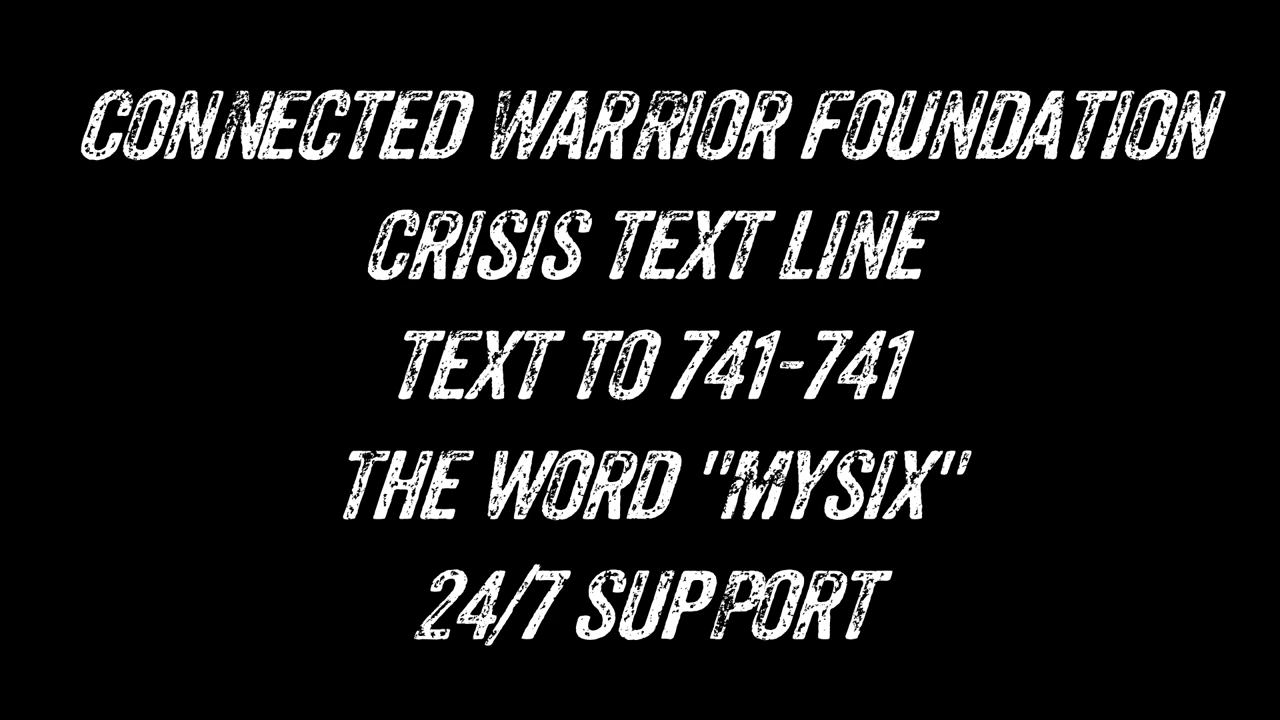 CONNECTED WARRIOR FOUNDATION
CRISIS TEXT LINE
TEXT TO 741-741
THE WORD "MYSIX"
24/7 SUPPORT